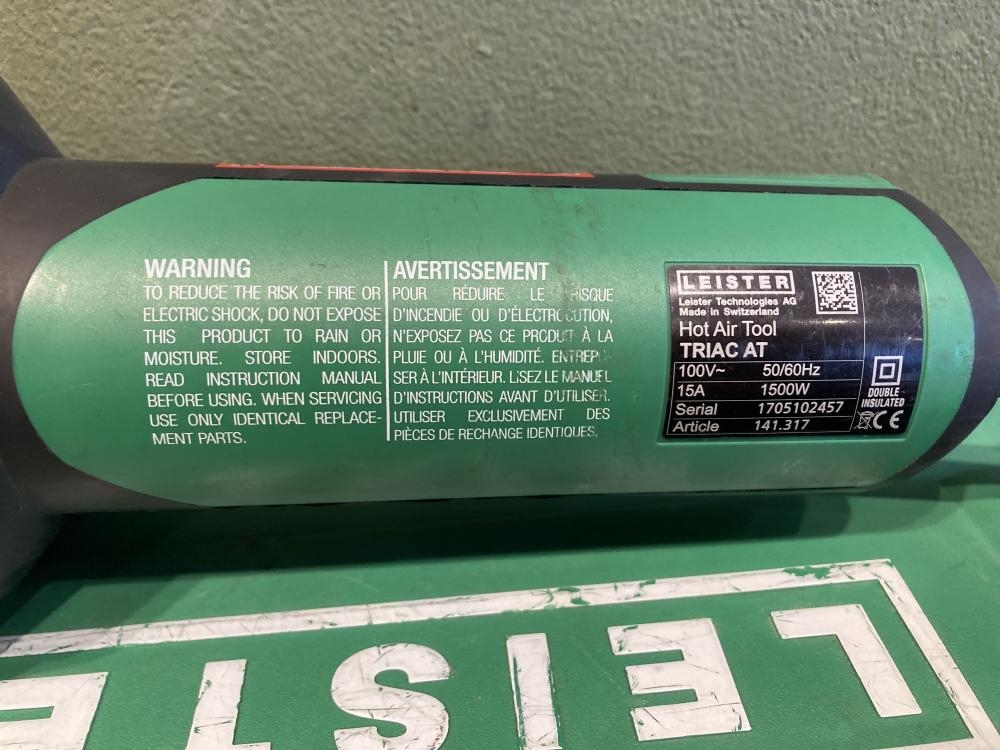 WARNING
TO REDUCE THE RISK OF FIRE OR
ELECTRIC SHOCK, DO NOT EXPOSE
THIS PRODUCT TO RAIN OR
MOISTURE. STORE INDOORS.
READ INSTRUCTION MANUAL
BEFORE USING. WHEN SERVICING
USE ONLY IDENTICAL REPLACE-
MENT PARTS.
AVERTISSEMENT
POUR RÉDUIRE LE RISQUE
D'INCENDIE OU D'ÉLECTROCUTION,
N'EXPOSEZ PAS CE PRODUIT À LA
PLUIE OU À L'HUMIDITÉ. ENTREPO-
SER À L'INTÉRIEUR. LISEZ LE MANUEL
D'INSTRUCTIONS AVANT D'UTILISER.
UTILISER EXCLUSIVEMENT DES
PIÈCES DE RECHANGE IDENTIQUES.
LEISTER
Leister Technologies AG
Made in Switzerland
Hot Air Tool
TRIAC AT
100V~ 50/60Hz
15A 1500W
Serial 1705102457
Article 141.317
DOUBLE
INSULATED
CE
LEIST